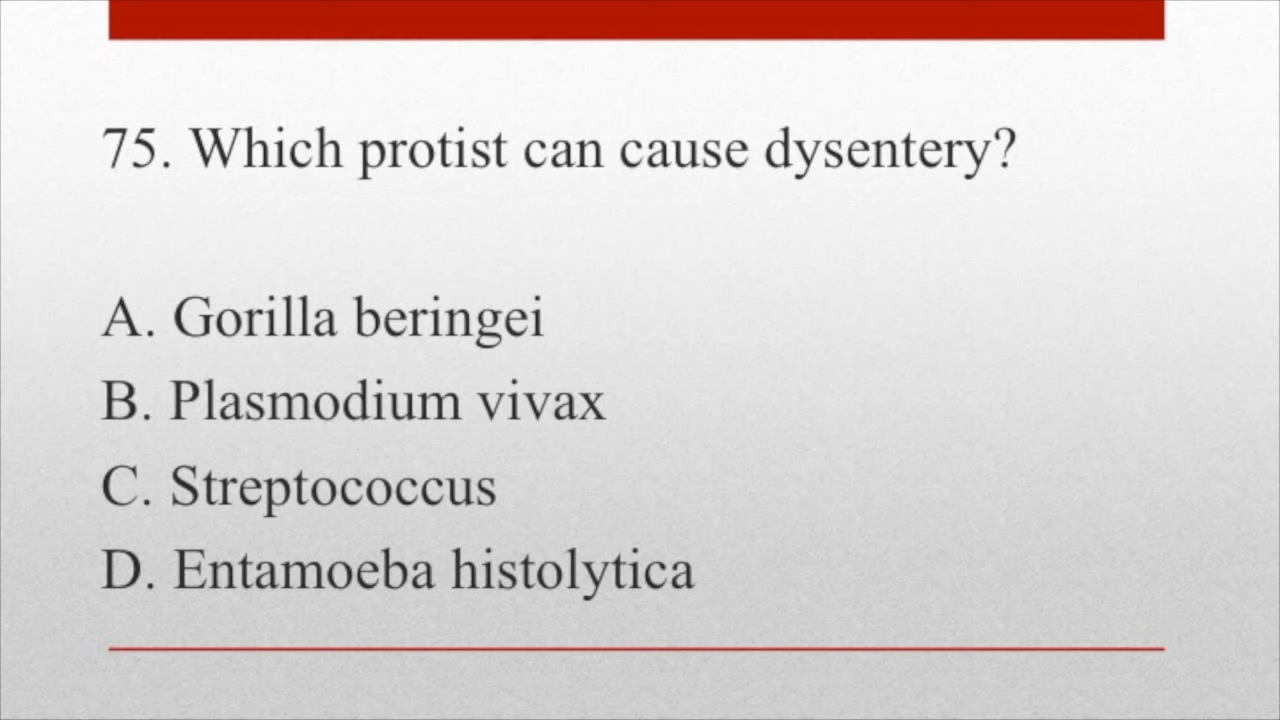 75. Which protist can cause dysentery?
A. Gorilla beringei
B. Plasmodium vivax
C. Streptococcus
D. Entamoeba histolytica